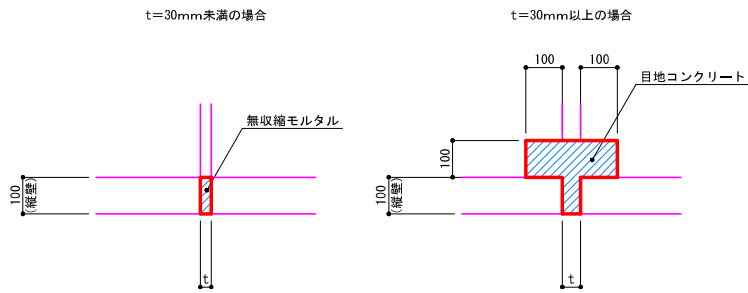 t=30mm未満の場合
t=30mm以上の場合
100
100
目地コンクリート
無収縮モルタル
100
100
(縦壁)
100
(縦壁)
t
t